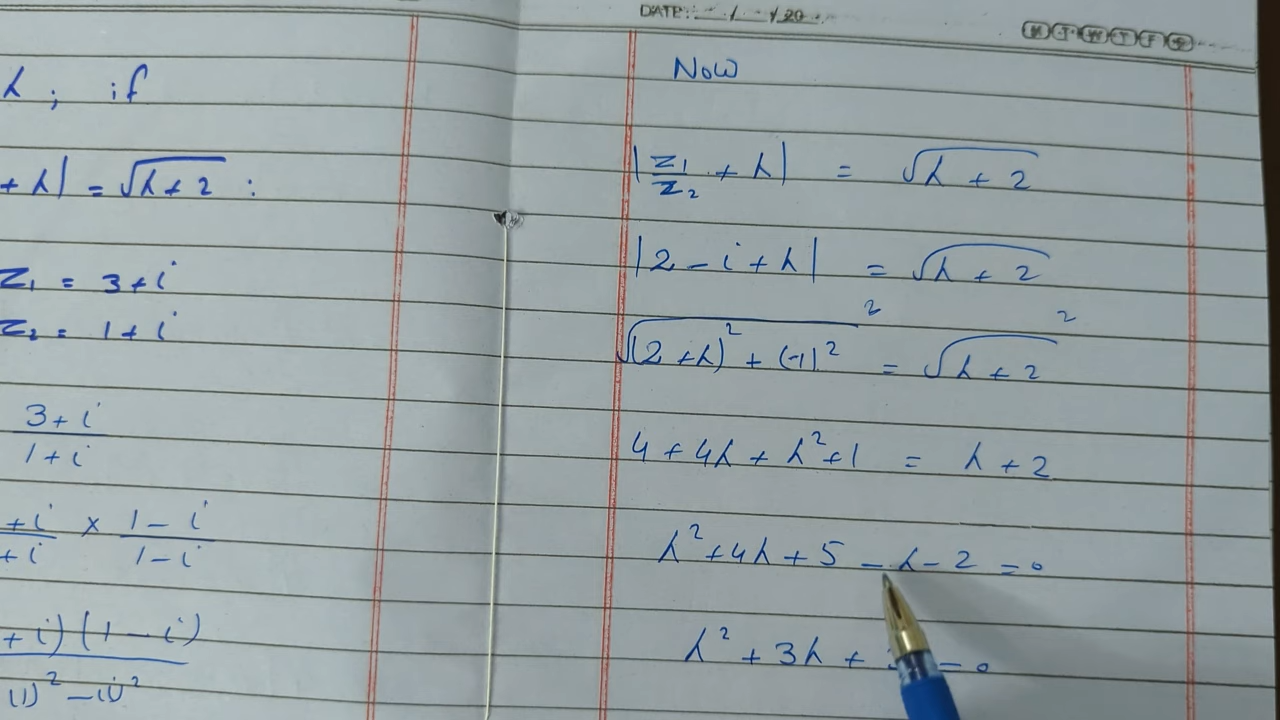 λ ; if
+ λ| = √λ+2 :
Z₁ = 3+i
Z₂ = 1+i
3+i
1+i
+i/+i × 1-i/1-i
+i)(1-i)
(1)² - (i)²
DATE: / /20
M T W T F S
Now
|Z₁/Z₂ + λ| = √λ+2
|2-i+λ| = √λ+2
√(2+λ)² + (-1)² ² = √λ+2 ²
4+4λ+λ²+1 = λ+2
λ²+4λ+5-λ-2 = 0
λ²+3λ+ = 0